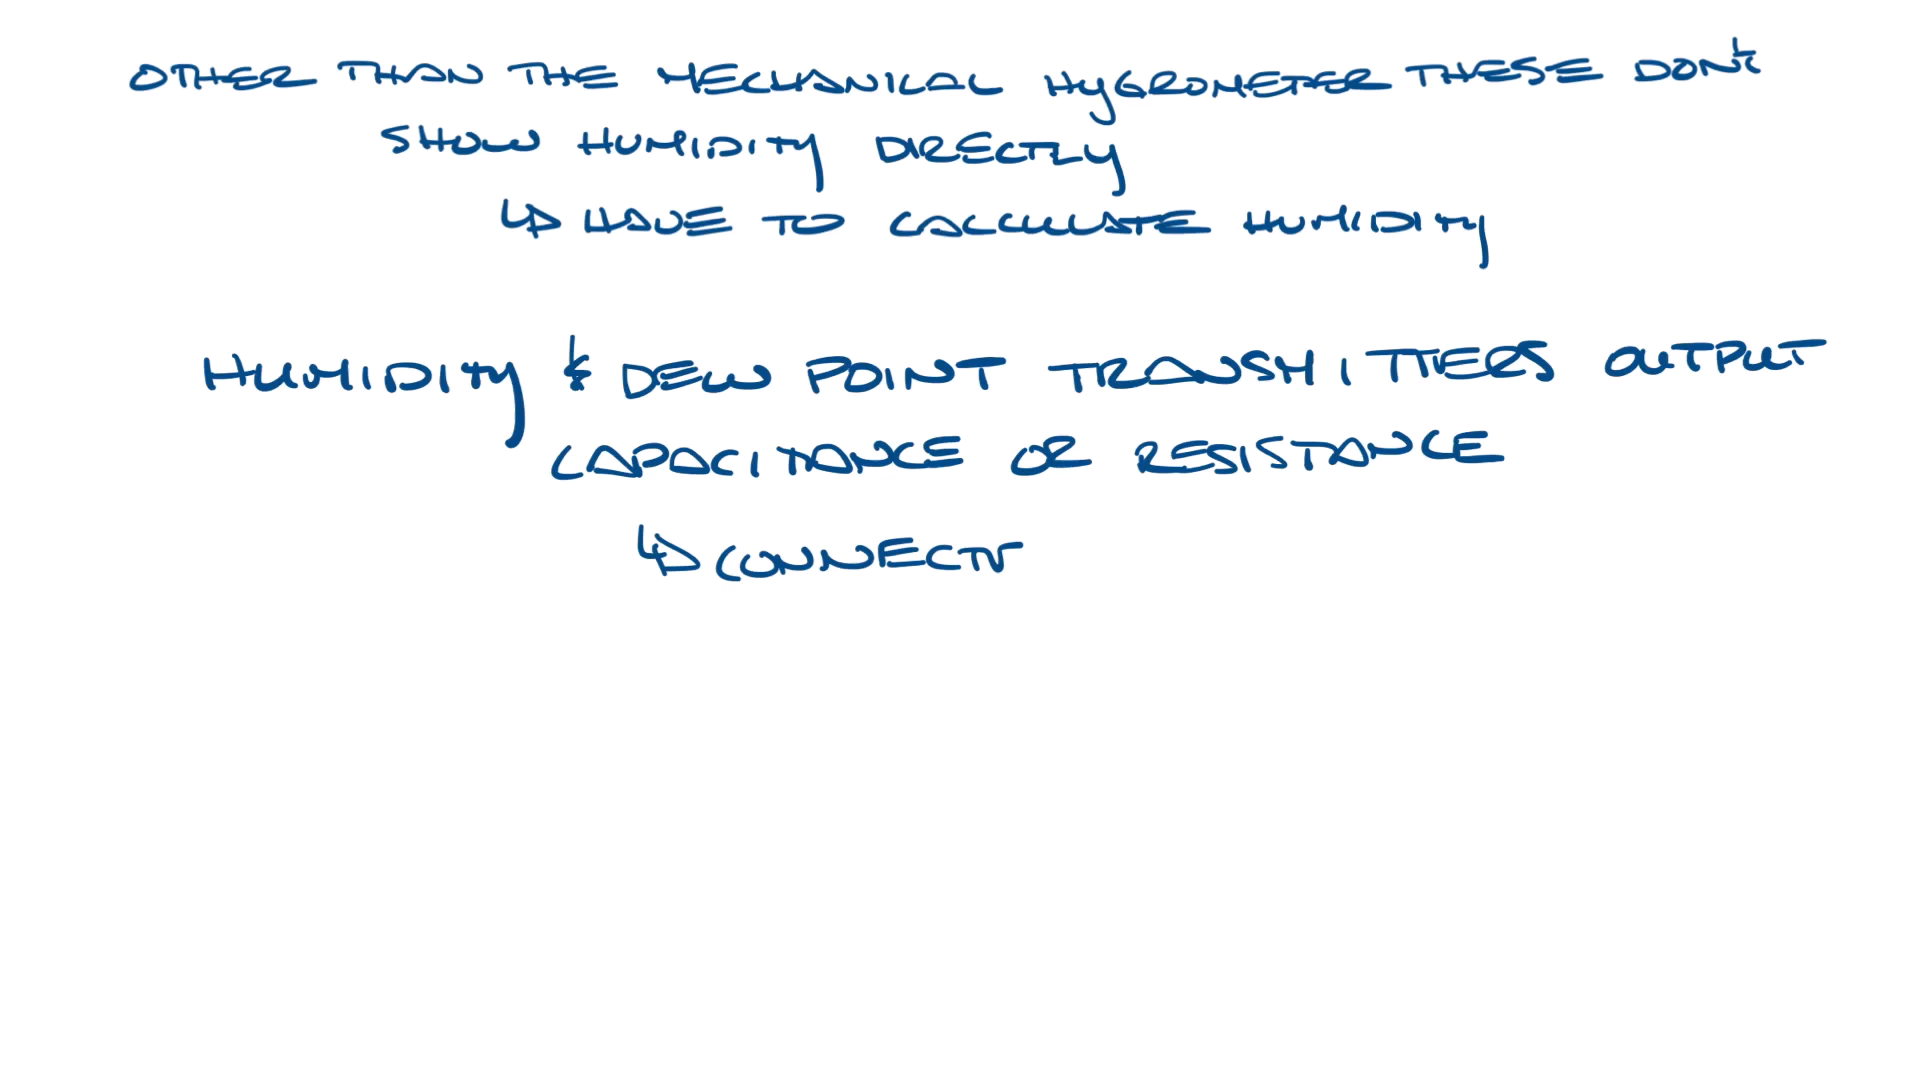 OTHER THAN THE MECHANICAL HYGROMETER THESE DON'T
SHOW HUMIDITY DIRECTLY
↳ HAVE TO CALCULATE HUMIDITY
HUMIDITY & DEW POINT TRANSMITTERS OUTPUT
CAPACITANCE OR RESISTANCE
↳ CONNECT